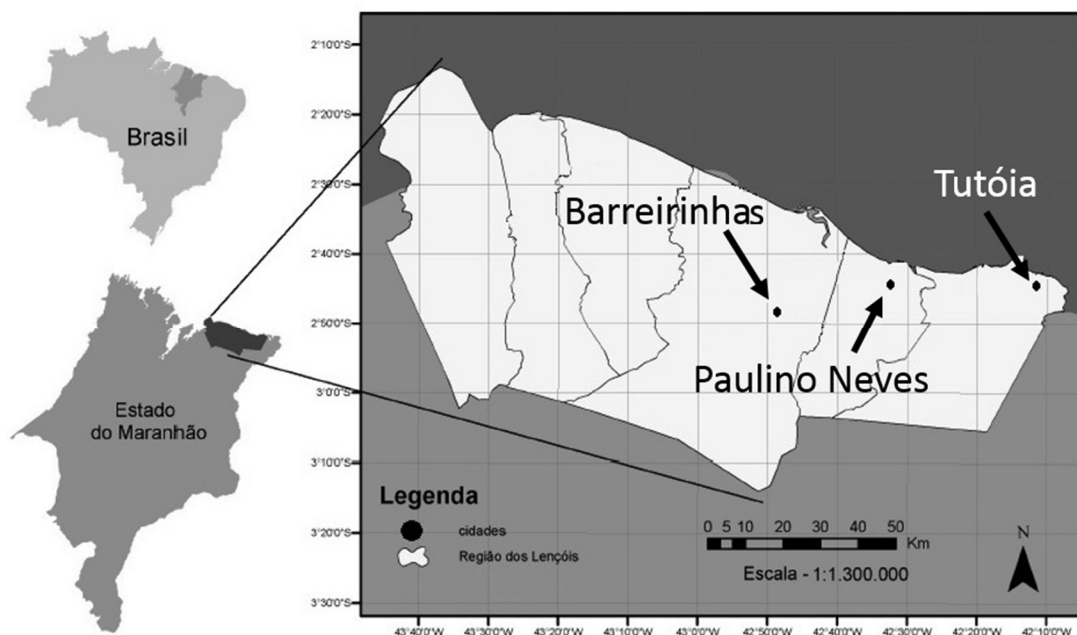 Brasil
Estado
do Maranhão
2°10'0"S
2°20'0"S
2°30'0"S
2°40'0"S
2°50'0"S
3°0'0"S
3°10'0"S
3°20'0"S
3°30'0"S
Tutóia
Barreirinhas
Paulino Neves
Legenda
cidades
Região dos Lençóis
0 5 10 20 30 40 50
Km
Escala - 1:1.300.000
N
43°40'0"W 43°30'0"W 43°20'0"W 43°10'0"W 43°0'0"W 42°50'0"W 42°40'0"W 42°30'0"W 42°20'0"W 42°10'0"W